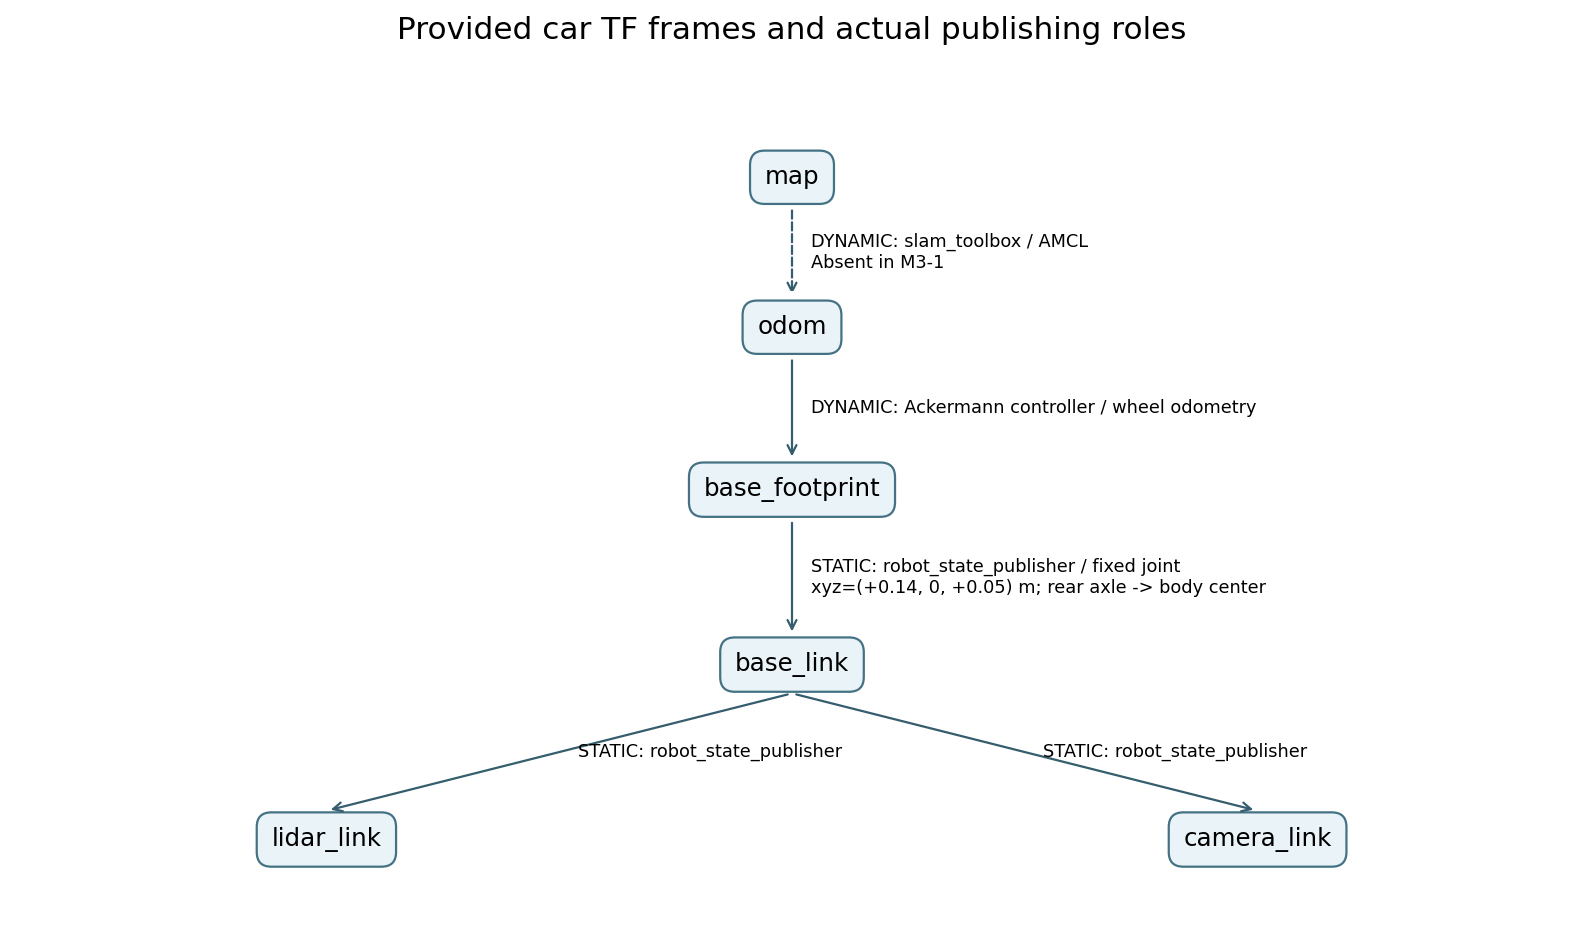 Provided car TF frames and actual publishing roles
map
DYNAMIC: slam_toolbox / AMCL
Absent in M3-1
odom
DYNAMIC: Ackermann controller / wheel odometry
base_footprint
STATIC: robot_state_publisher / fixed joint
xyz=(+0.14, 0, +0.05) m; rear axle -> body center
base_link
STATIC: robot_state_publisher
STATIC: robot_state_publisher
lidar_link
camera_link